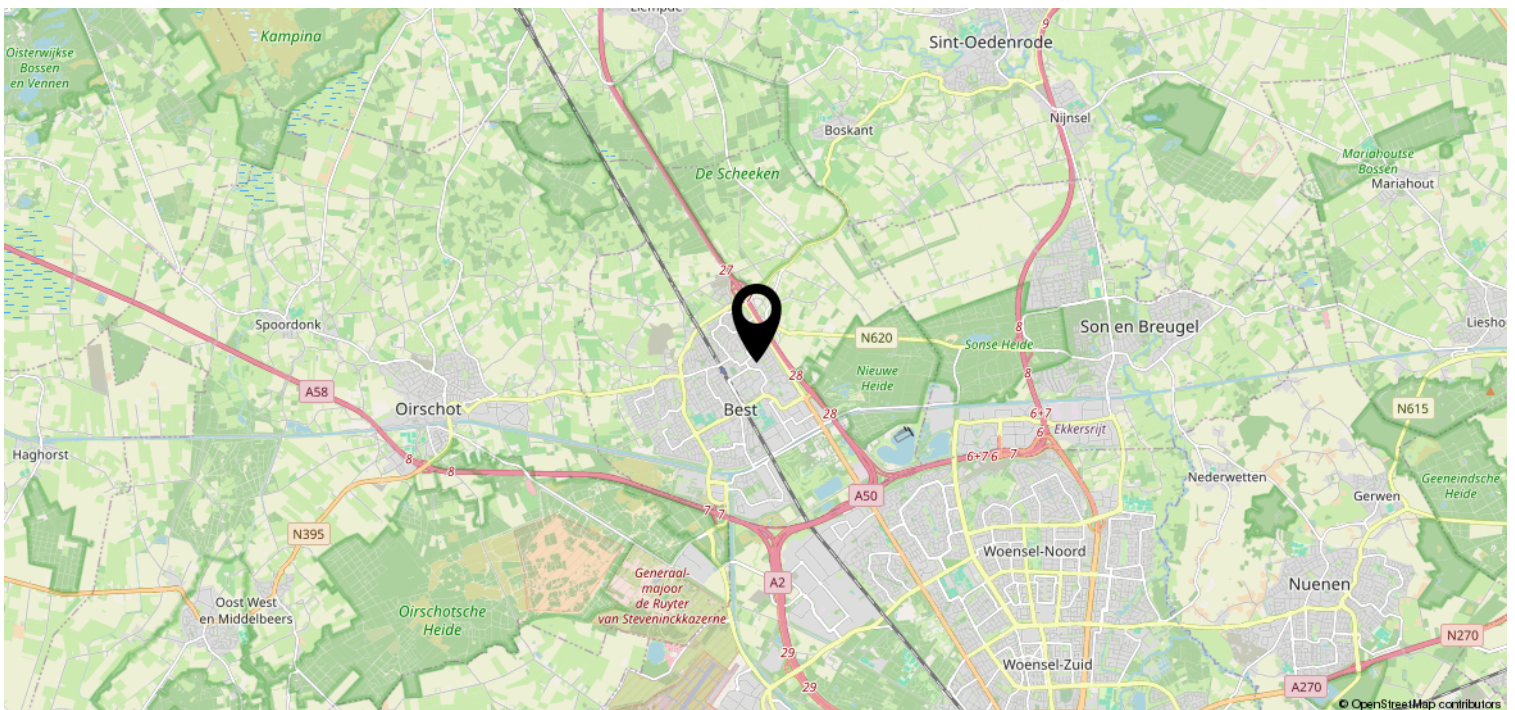 Liempde
Sint-Oedenrode
9
Kampina
Oisterwijkse
Bossen
en Vennen
Nijnsel
Boskant
Mariahoutse
Bossen
Mariahout
De Scheeken
27
Spoordonk
N620
Sonse Heide
8
Son en Breugel
Liesho
Nieuwe
Heide
28
8
A58
Oirschot
Best
28
6+7
6
Ekkersrijt
N615
Haghorst
8
8
6+7 6
7
Nederwetten
Geeneindsche
Heide
Gerwen
A50
7
7
N395
Woensel-Noord
Generaal-
majoor
de Ruyter
van Steveninckkazerne
A2
Nuenen
Oost West
en Middelbeers
Oirschotsche
Heide
N270
29
Woensel-Zuid
29
A270
© OpenStreetMap contributors